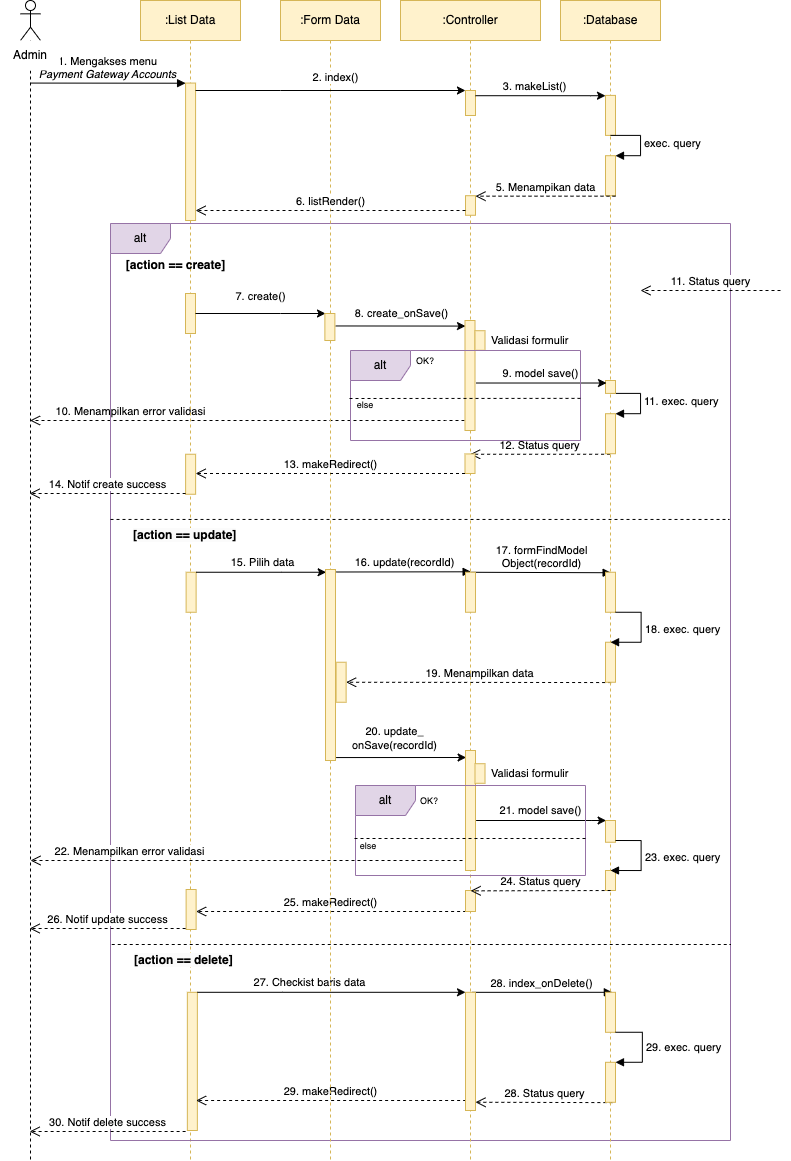 :List Data
:Form Data
:Controller
:Database
Admin
1. Mengakses menu
Payment Gateway Accounts
2. index()
3. makeList()
exec. query
5. Menampikan data
6. listRender()
alt
[action == create]
11. Status query
7. create()
8. create_onSave()
Validasi formulir
alt
OK?
9. model save()
else
11. exec. query
10. Menampilkan error validasi
12. Status query
13. makeRedirect()
14. Notif create success
[action == update]
15. Pilih data
16. update(recordId)
17. formFindModel
Object(recordId)
18. exec. query
19. Menampilkan data
20. update_
onSave(recordId)
Validasi formulir
alt
OK?
21. model save()
else
22. Menampilkan error validasi
23. exec. query
24. Status query
25. makeRedirect()
26. Notif update success
[action == delete]
27. Checkist baris data
28. index_onDelete()
29. exec. query
29. makeRedirect()
28. Status query
30. Notif delete success